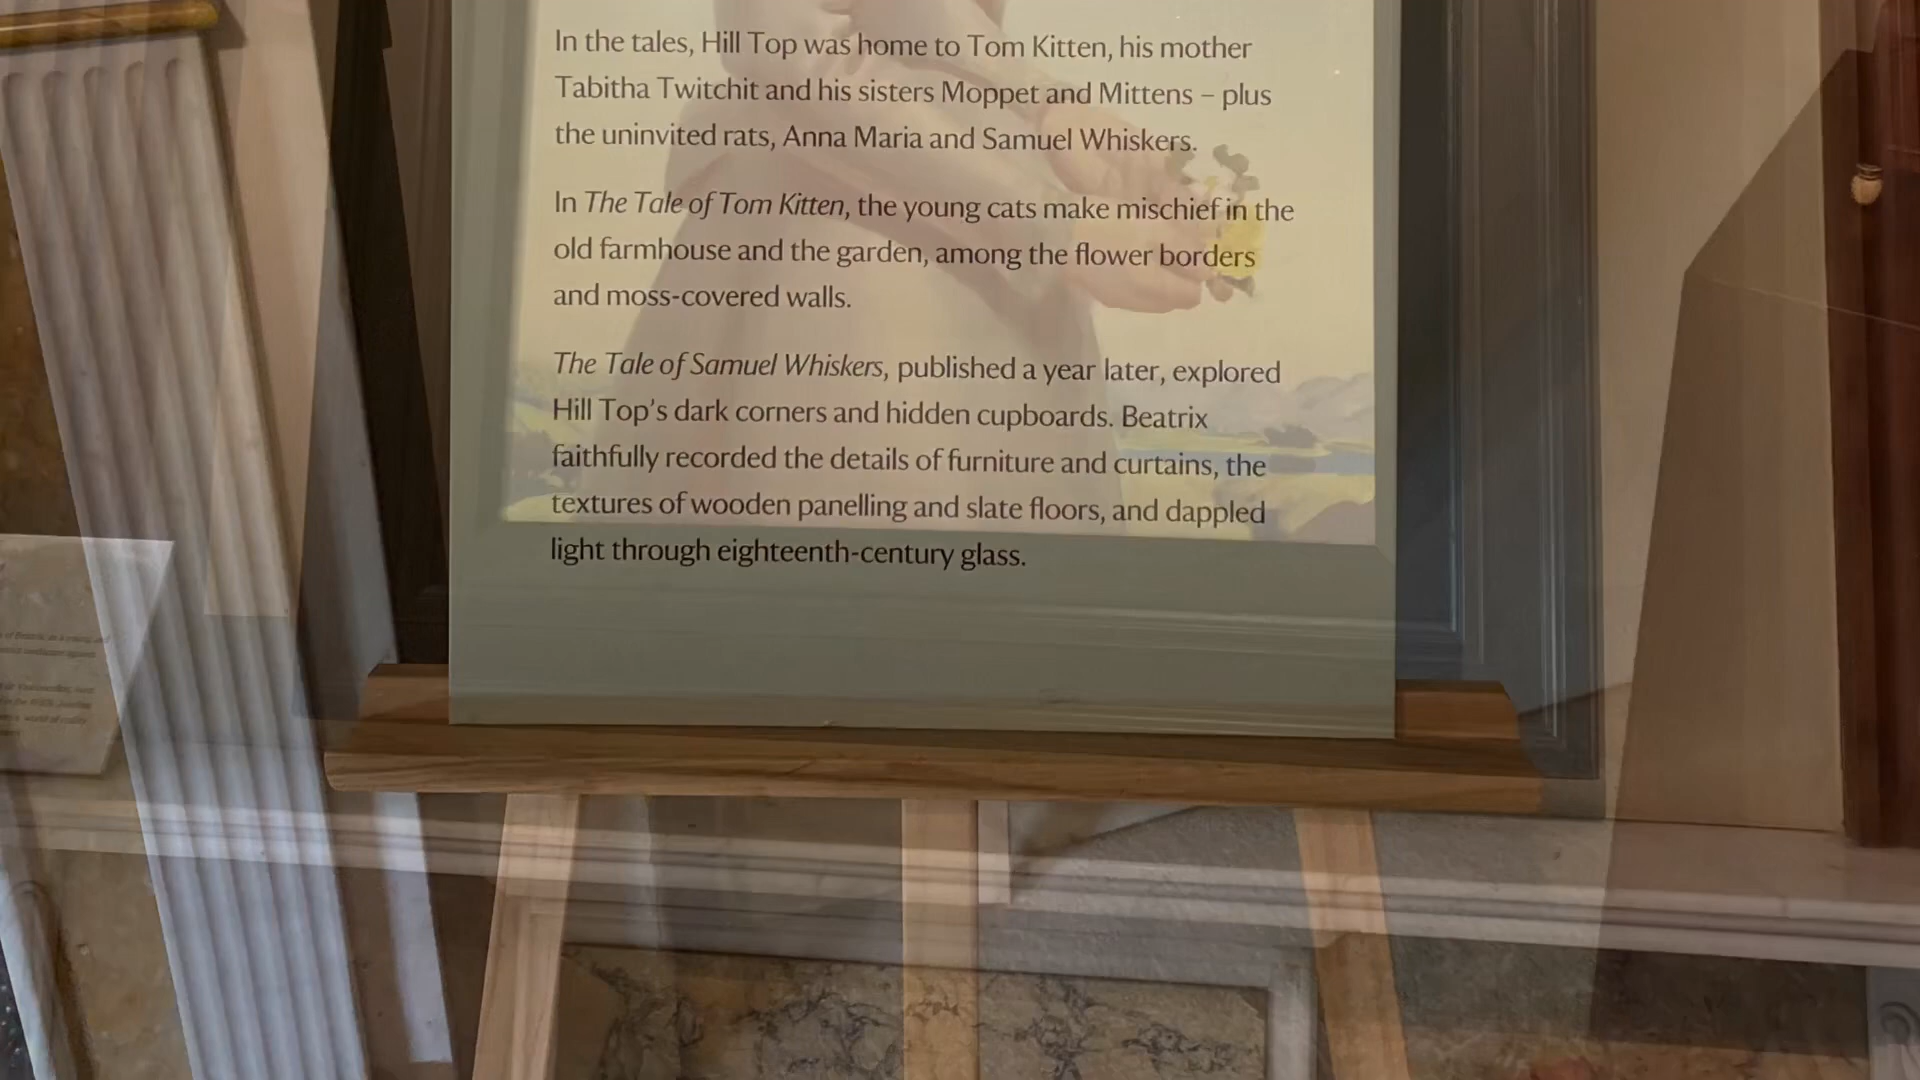 In the tales, Hill Top was home to Tom Kitten, his mother
Tabitha Twitchit and his sisters Moppet and Mittens – plus
the uninvited rats, Anna Maria and Samuel Whiskers.
In The Tale of Tom Kitten, the young cats make mischief in the
old farmhouse and the garden, among the flower borders
and moss-covered walls.
The Tale of Samuel Whiskers, published a year later, explored
Hill Top's dark corners and hidden cupboards. Beatrix
faithfully recorded the details of furniture and curtains, the
textures of wooden panelling and slate floors, and dappled
light through eighteenth-century glass.